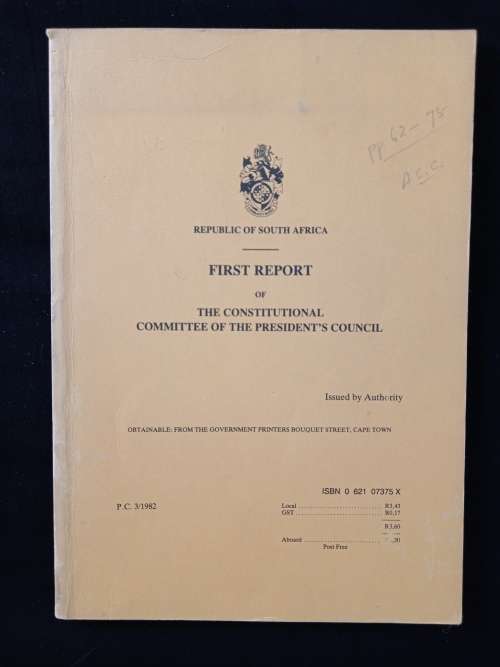 pp 62 – 75
A.C.C.
REPUBLIC OF SOUTH AFRICA
FIRST REPORT
OF
THE CONSTITUTIONAL
COMMITTEE OF THE PRESIDENT'S COUNCIL
Issued by Authority
OBTAINABLE: FROM THE GOVERNMENT PRINTERS BOUQUET STREET, CAPE TOWN
ISBN 0 621 07375 X
P.C. 3/1982
Local R3,43
GST R0,17
R3,60
Abroad
Post Free